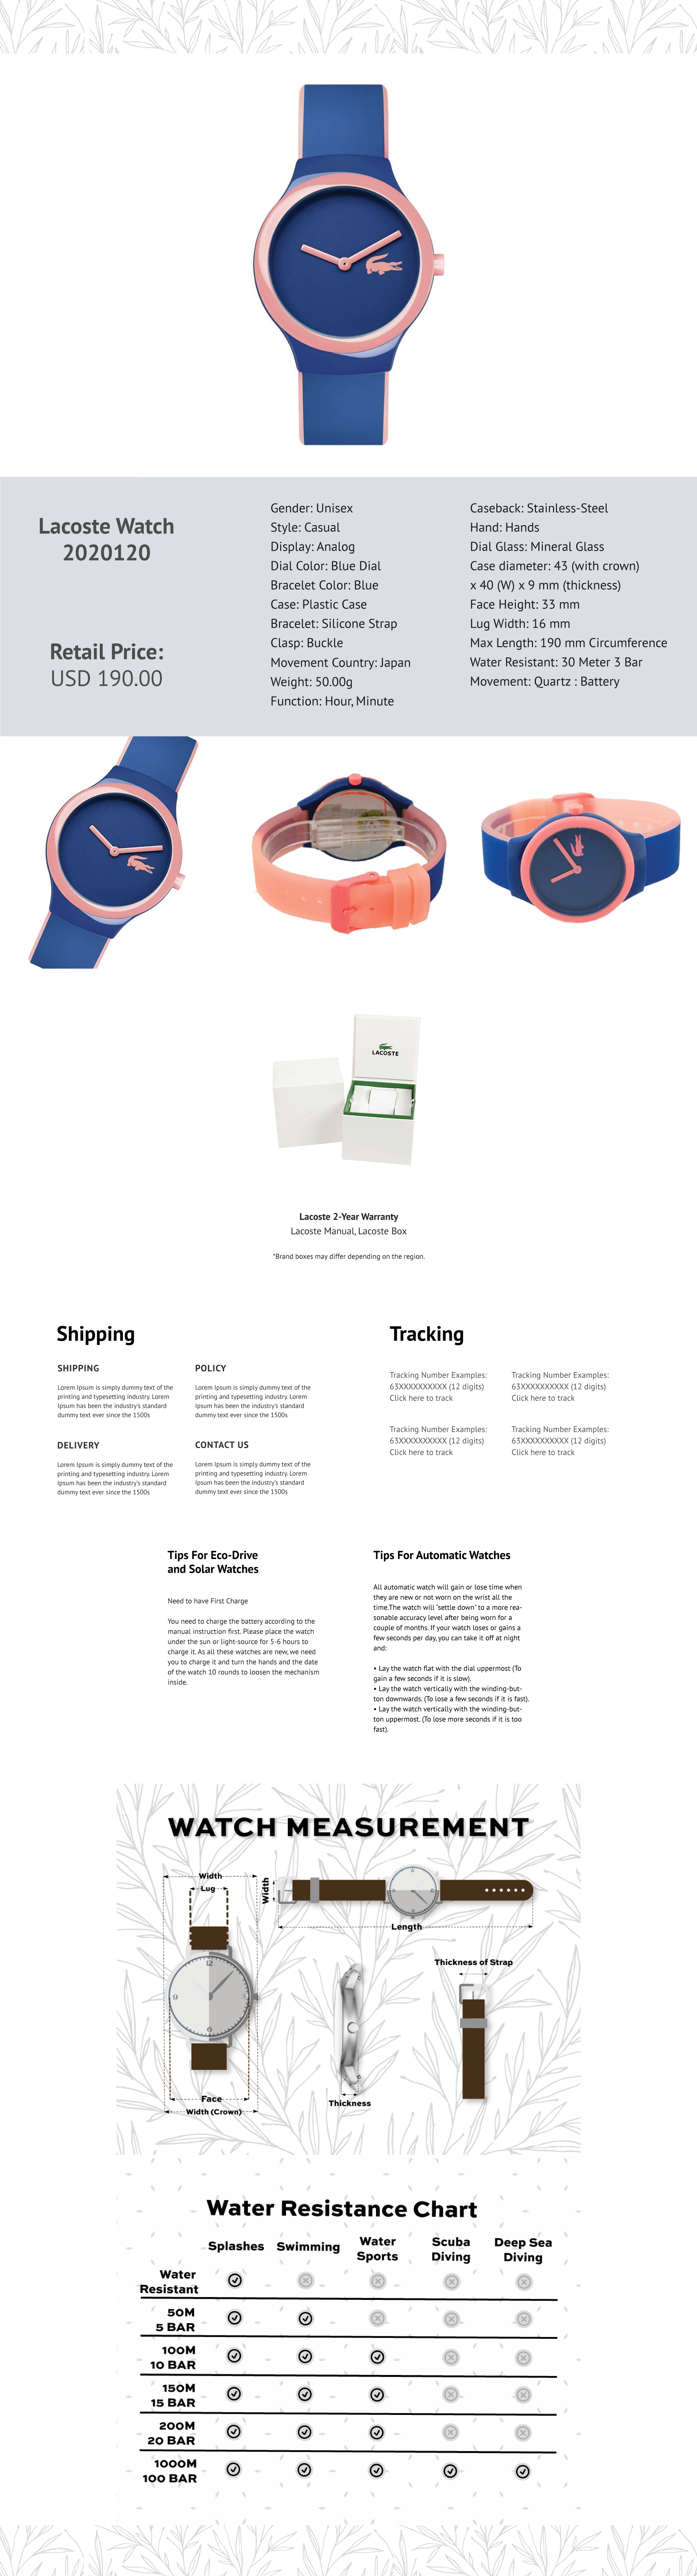 Lacoste Watch
2020120
Retail Price:
USD 190.00
Gender: Unisex
Style: Casual
Display: Analog
Dial Color: Blue Dial
Bracelet Color: Blue
Case: Plastic Case
Bracelet: Silicone Strap
Clasp: Buckle
Movement Country: Japan
Weight: 50.00g
Function: Hour, Minute
Caseback: Stainless-Steel
Hand: Hands
Dial Glass: Mineral Glass
Case diameter: 43 (with crown)
x 40 (W) x 9 mm (thickness)
Face Height: 33 mm
Lug Width: 16 mm
Max Length: 190 mm Circumference
Water Resistant: 30 Meter 3 Bar
Movement: Quartz : Battery
LACOSTE
Lacoste 2-Year Warranty
Lacoste Manual, Lacoste Box
*Brand boxes may differ depending on the region.
Shipping
SHIPPING
Lorem Ipsum is simply dummy text of the
printing and typesetting industry. Lorem
Ipsum has been the industry's standard
dummy text ever since the 1500s
POLICY
Lorem Ipsum is simply dummy text of the
printing and typesetting industry. Lorem
Ipsum has been the industry's standard
dummy text ever since the 1500s
DELIVERY
Lorem Ipsum is simply dummy text of the
printing and typesetting industry. Lorem
Ipsum has been the industry's standard
dummy text ever since the 1500s
CONTACT US
Lorem Ipsum is simply dummy text of the
printing and typesetting industry. Lorem
Ipsum has been the industry's standard
dummy text ever since the 1500s
Tracking
Tracking Number Examples:
63XXXXXXXXXX (12 digits)
Click here to track
Tracking Number Examples:
63XXXXXXXXXX (12 digits)
Click here to track
Tracking Number Examples:
63XXXXXXXXXX (12 digits)
Click here to track
Tracking Number Examples:
63XXXXXXXXXX (12 digits)
Click here to track
Tips For Eco-Drive
and Solar Watches
Need to have First Charge
You need to charge the battery according to the
manual instruction first. Please place the watch
under the sun or light-source for 5-6 hours to
charge it. As all these watches are new, we need
you to charge it and turn the hands and the date
of the watch 10 rounds to loosen the mechanism
inside.
Tips For Automatic Watches
All automatic watch will gain or lose time when
they are new or not worn on the wrist all the
time.The watch will "settle down" to a more rea-
sonable accuracy level after being worn for a
couple of months. If your watch loses or gains a
few seconds per day, you can take it off at night
and:
• Lay the watch flat with the dial uppermost (To
gain a few seconds if it is slow).
• Lay the watch vertically with the winding-but-
ton downwards. (To lose a few seconds if it is fast).
• Lay the watch vertically with the winding-but-
ton uppermost. (To lose more seconds if it is too
fast).
WATCH MEASUREMENT
Width
Lug
Width
Length
Thickness of Strap
12
9
3
6
Face
Width (Crown)
Thickness
Water Resistance Chart
Splashes Swimming Water Sports Scuba Diving Deep Sea Diving
Water
Resistant
50M
5 BAR
100M
10 BAR
150M
15 BAR
200M
20 BAR
1000M
100 BAR